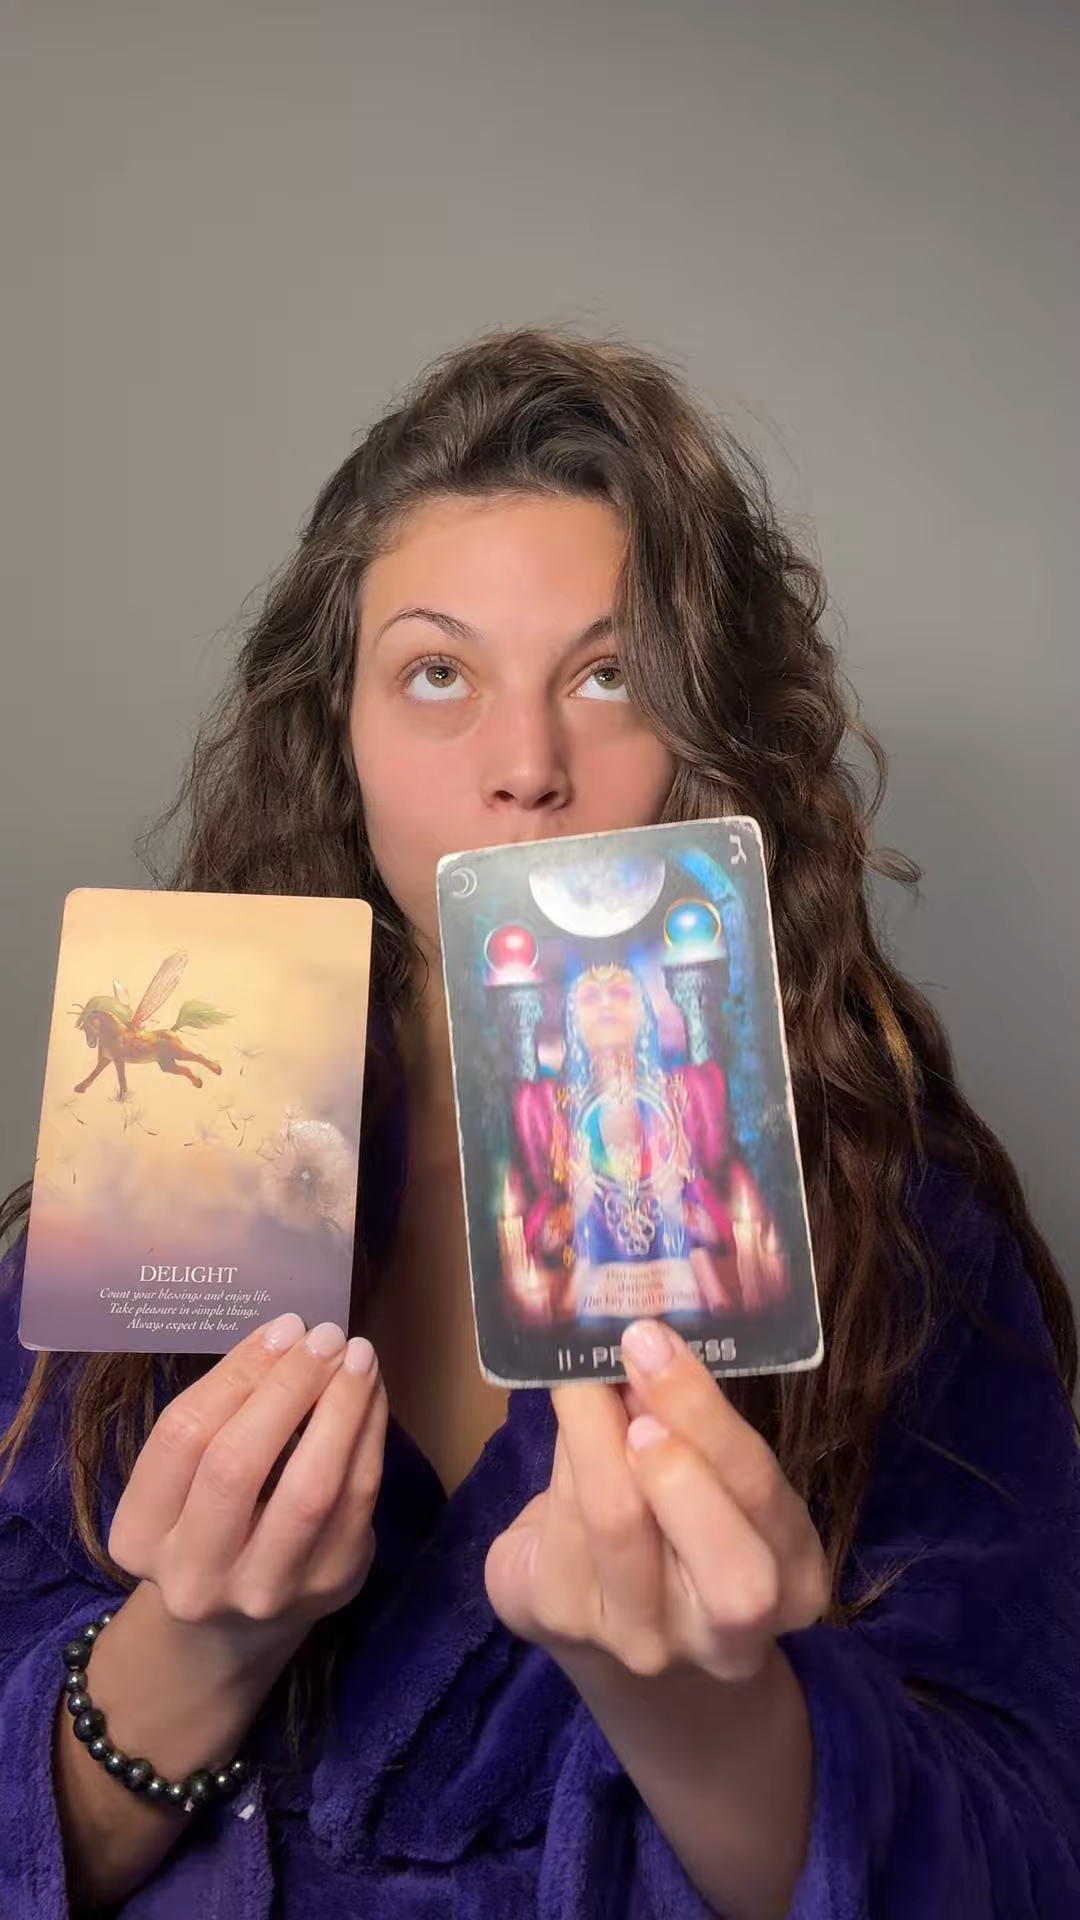 DELIGHT
Count your blessings and enjoy life.
Take pleasure in simple things.
Always expect the best.
ג
II · PR ESS